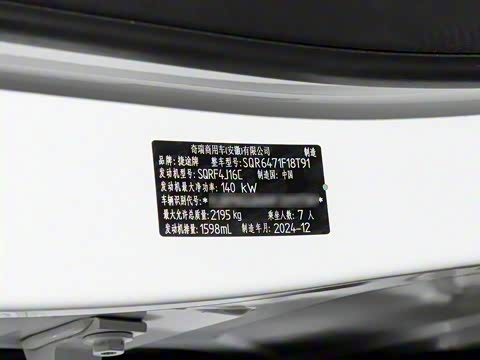 奇瑞商用车(安徽)有限公司 制造
品牌:捷途牌 整车型号:SQR6471F18T91
发动机型号:SQRF4J16C 制造国:中国
发动机最大净功率:140 kW
车辆识别代号:* *
最大允许总质量:2195 kg 乘坐人数:7 人
发动机排量:1598mL 制造年月:2024-12